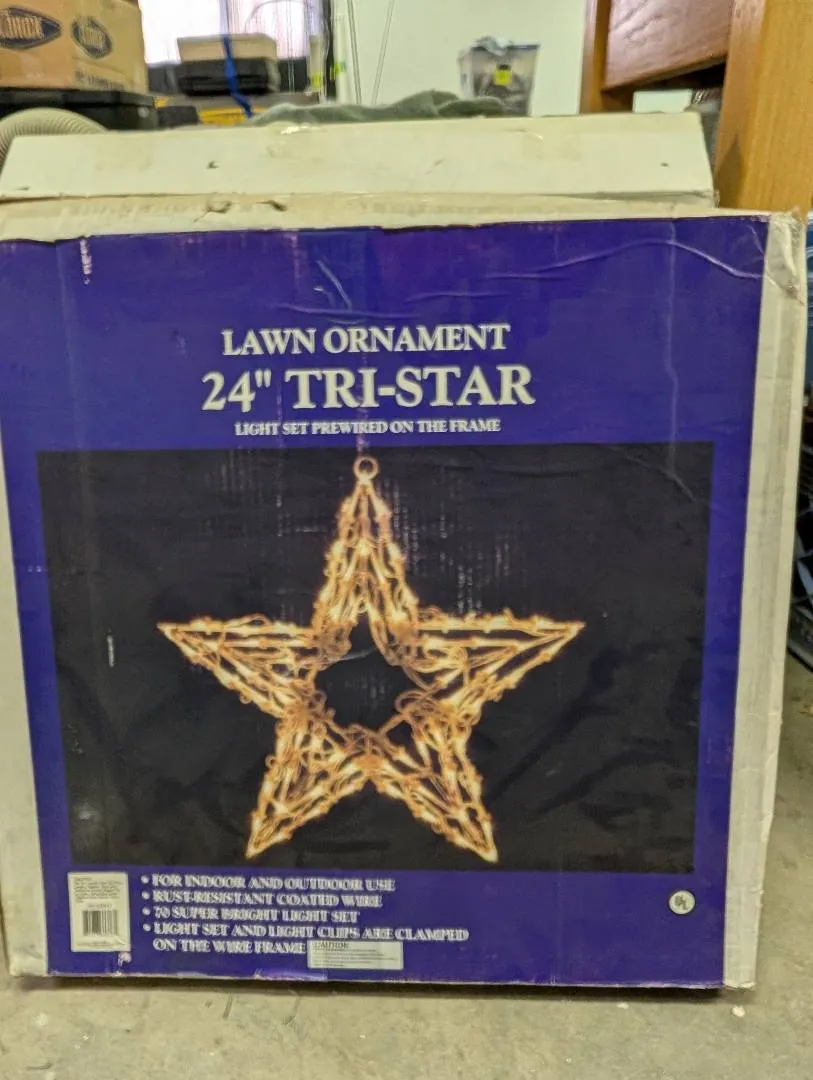 LAWN ORNAMENT
24" TRI-STAR
LIGHT SET PREWIRED ON THE FRAME
• FOR INDOOR AND OUTDOOR USE
• RUST-RESISTANT COATED WIRE
• 70 SUPER BRIGHT LIGHT SET
• LIGHT SET AND LIGHT CLIPS ARE CLAMPED
ON THE WIRE FRAME
CAUTION:
UL